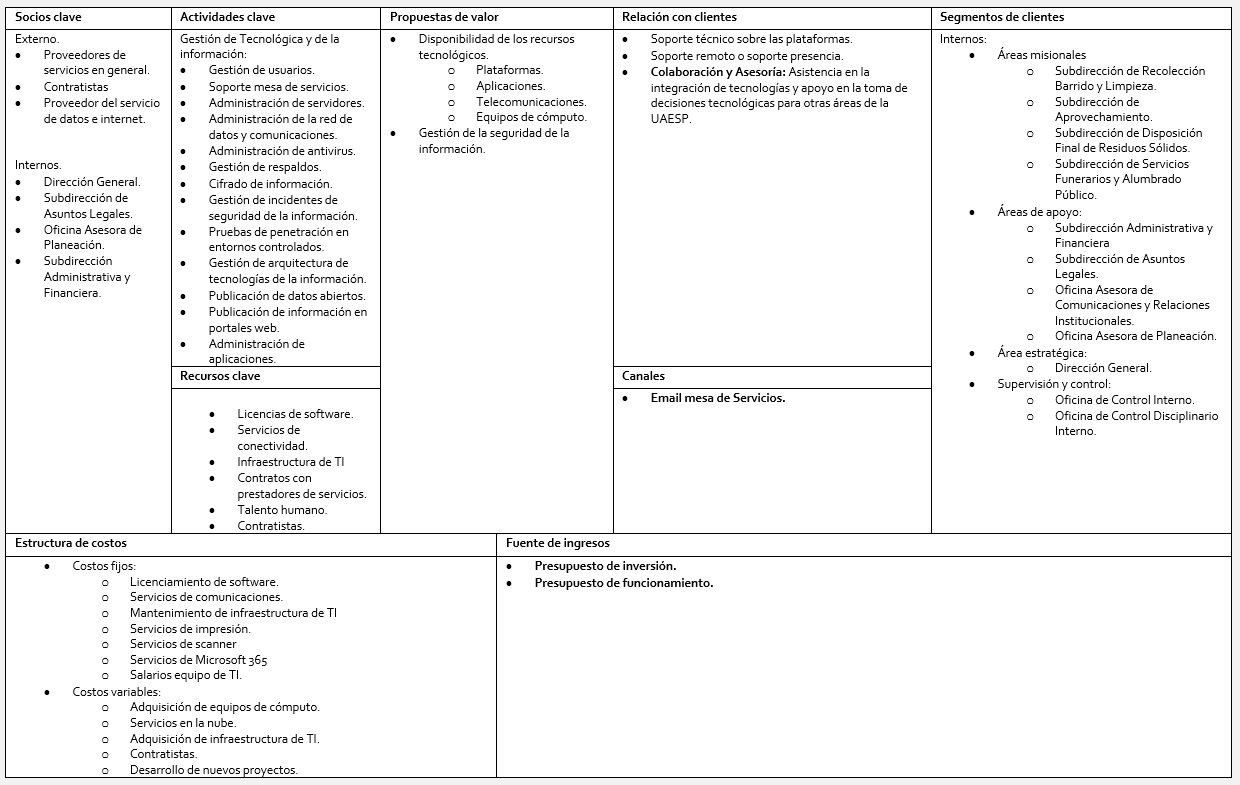 Socios clave
Externo.
• Proveedores de
servicios en general.
• Contratistas
• Proveedor del servicio
de datos e internet.
Internos.
• Dirección General.
• Subdirección de
Asuntos Legales.
• Oficina Asesora de
Planeación.
• Subdirección
Administrativa y
Financiera.
Actividades clave
Gestión de Tecnológica y de la
información:
• Gestión de usuarios.
• Soporte mesa de servicios.
• Administración de servidores.
• Administración de la red de
datos y comunicaciones.
• Administración de antivirus.
• Gestión de respaldos.
• Cifrado de información.
• Gestión de incidentes de
seguridad de la información.
• Pruebas de penetración en
entornos controlados.
• Gestión de arquitectura de
tecnologías de la información.
• Publicación de datos abiertos.
• Publicación de información en
portales web.
• Administración de
aplicaciones.
Recursos clave
• Licencias de software.
• Servicios de
conectividad.
• Infraestructura de TI
• Contratos con
prestadores de servicios.
• Talento humano.
• Contratistas.
Propuestas de valor
• Disponibilidad de los recursos
tecnológicos.
o Plataformas.
o Aplicaciones.
o Telecomunicaciones.
o Equipos de cómputo.
• Gestión de la seguridad de la
información.
Relación con clientes
• Soporte técnico sobre las plataformas.
• Soporte remoto o soporte presencia.
• Colaboración y Asesoría: Asistencia en la
integración de tecnologías y apoyo en la toma de
decisiones tecnológicas para otras áreas de la
UAESP.
Canales
• Email mesa de Servicios.
Segmentos de clientes
Internos:
• Áreas misionales
o Subdirección de Recolección
Barrido y Limpieza.
o Subdirección de
Aprovechamiento.
o Subdirección de Disposición
Final de Residuos Sólidos.
o Subdirección de Servicios
Funerarios y Alumbrado
Público.
• Áreas de apoyo:
o Subdirección Administrativa y
Financiera
o Subdirección de Asuntos
Legales.
o Oficina Asesora de
Comunicaciones y Relaciones
Institucionales.
o Oficina Asesora de Planeación.
• Área estratégica:
o Dirección General.
• Supervisión y control:
o Oficina de Control Interno.
o Oficina de Control Disciplinario
Interno.
Estructura de costos
• Costos fijos:
o Licenciamiento de software.
o Servicios de comunicaciones.
o Mantenimiento de infraestructura de TI
o Servicios de impresión.
o Servicios de scanner
o Servicios de Microsoft 365
o Salarios equipo de TI.
• Costos variables:
o Adquisición de equipos de cómputo.
o Servicios en la nube.
o Adquisición de infraestructura de TI.
o Contratistas.
o Desarrollo de nuevos proyectos.
Fuente de ingresos
• Presupuesto de inversión.
• Presupuesto de funcionamiento.